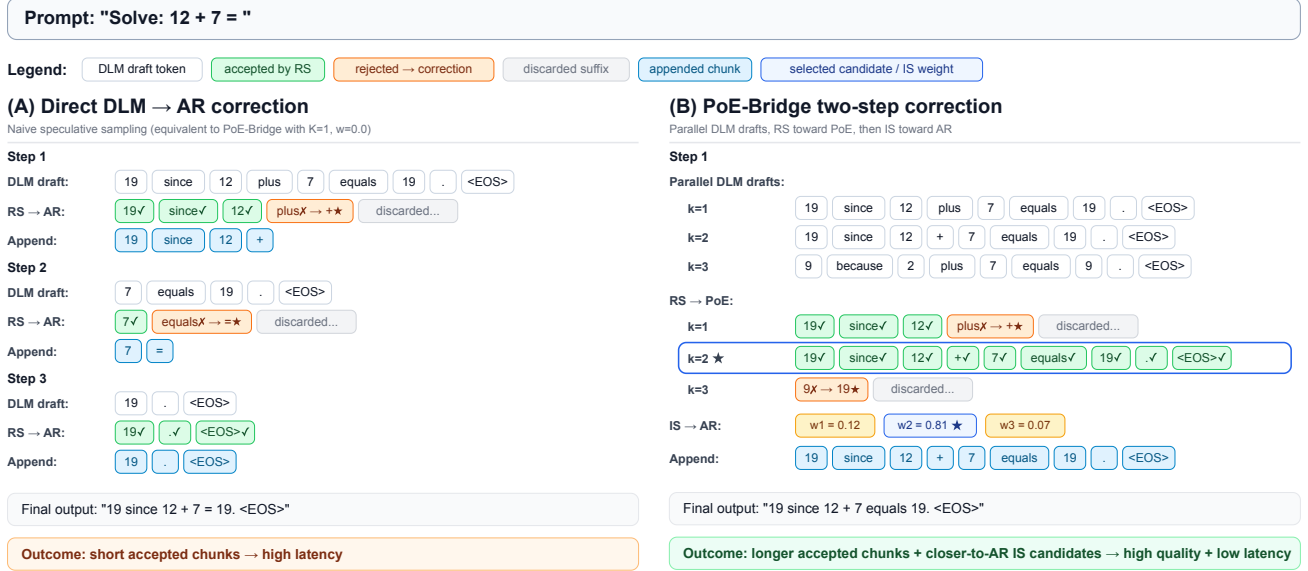 Prompt: "Solve: 12 + 7 = "
Legend: DLM draft token accepted by RS rejected → correction discarded suffix appended chunk selected candidate / IS weight
(A) Direct DLM → AR correction
Naive speculative sampling (equivalent to PoE-Bridge with K=1, w=0.0)
Step 1
DLM draft: 19 since 12 plus 7 equals 19 . <EOS>
RS → AR: 19✓ since✓ 12✓ plus✗ → +★ discarded...
Append: 19 since 12 +
Step 2
DLM draft: 7 equals 19 . <EOS>
RS → AR: 7✓ equals✗ → =★ discarded...
Append: 7 =
Step 3
DLM draft: 19 . <EOS>
RS → AR: 19✓ .✓ <EOS>✓
Append: 19 . <EOS>
Final output: "19 since 12 + 7 = 19. <EOS>"
Outcome: short accepted chunks → high latency
(B) PoE-Bridge two-step correction
Parallel DLM drafts, RS toward PoE, then IS toward AR
Step 1
Parallel DLM drafts:
k=1 19 since 12 plus 7 equals 19 . <EOS>
k=2 19 since 12 + 7 equals 19 . <EOS>
k=3 9 because 2 plus 7 equals 9 . <EOS>
RS → PoE:
k=1 19✓ since✓ 12✓ plus✗ → +★ discarded...
k=2 ★ 19✓ since✓ 12✓ +✓ 7✓ equals✓ 19✓ .✓ <EOS>✓
k=3 9✗ → 19★ discarded...
IS → AR: w1 = 0.12 w2 = 0.81 ★ w3 = 0.07
Append: 19 since 12 + 7 equals 19 . <EOS>
Final output: "19 since 12 + 7 equals 19. <EOS>"
Outcome: longer accepted chunks + closer-to-AR IS candidates → high quality + low latency